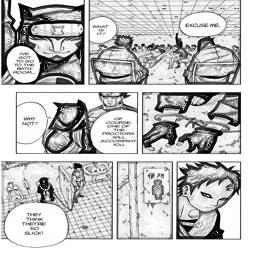 EXCUSE ME.
WHAT
IS
IT?
I'VE
GOT
TO GO
TO THE
BATH-
ROOM...
OF
COURSE.
ONE OF
THE
PROCTORS
WILL
ACCOMPANY
YOU.
WHY
NOT?
THEY
THINK
THEY'RE
SO
SLICK!